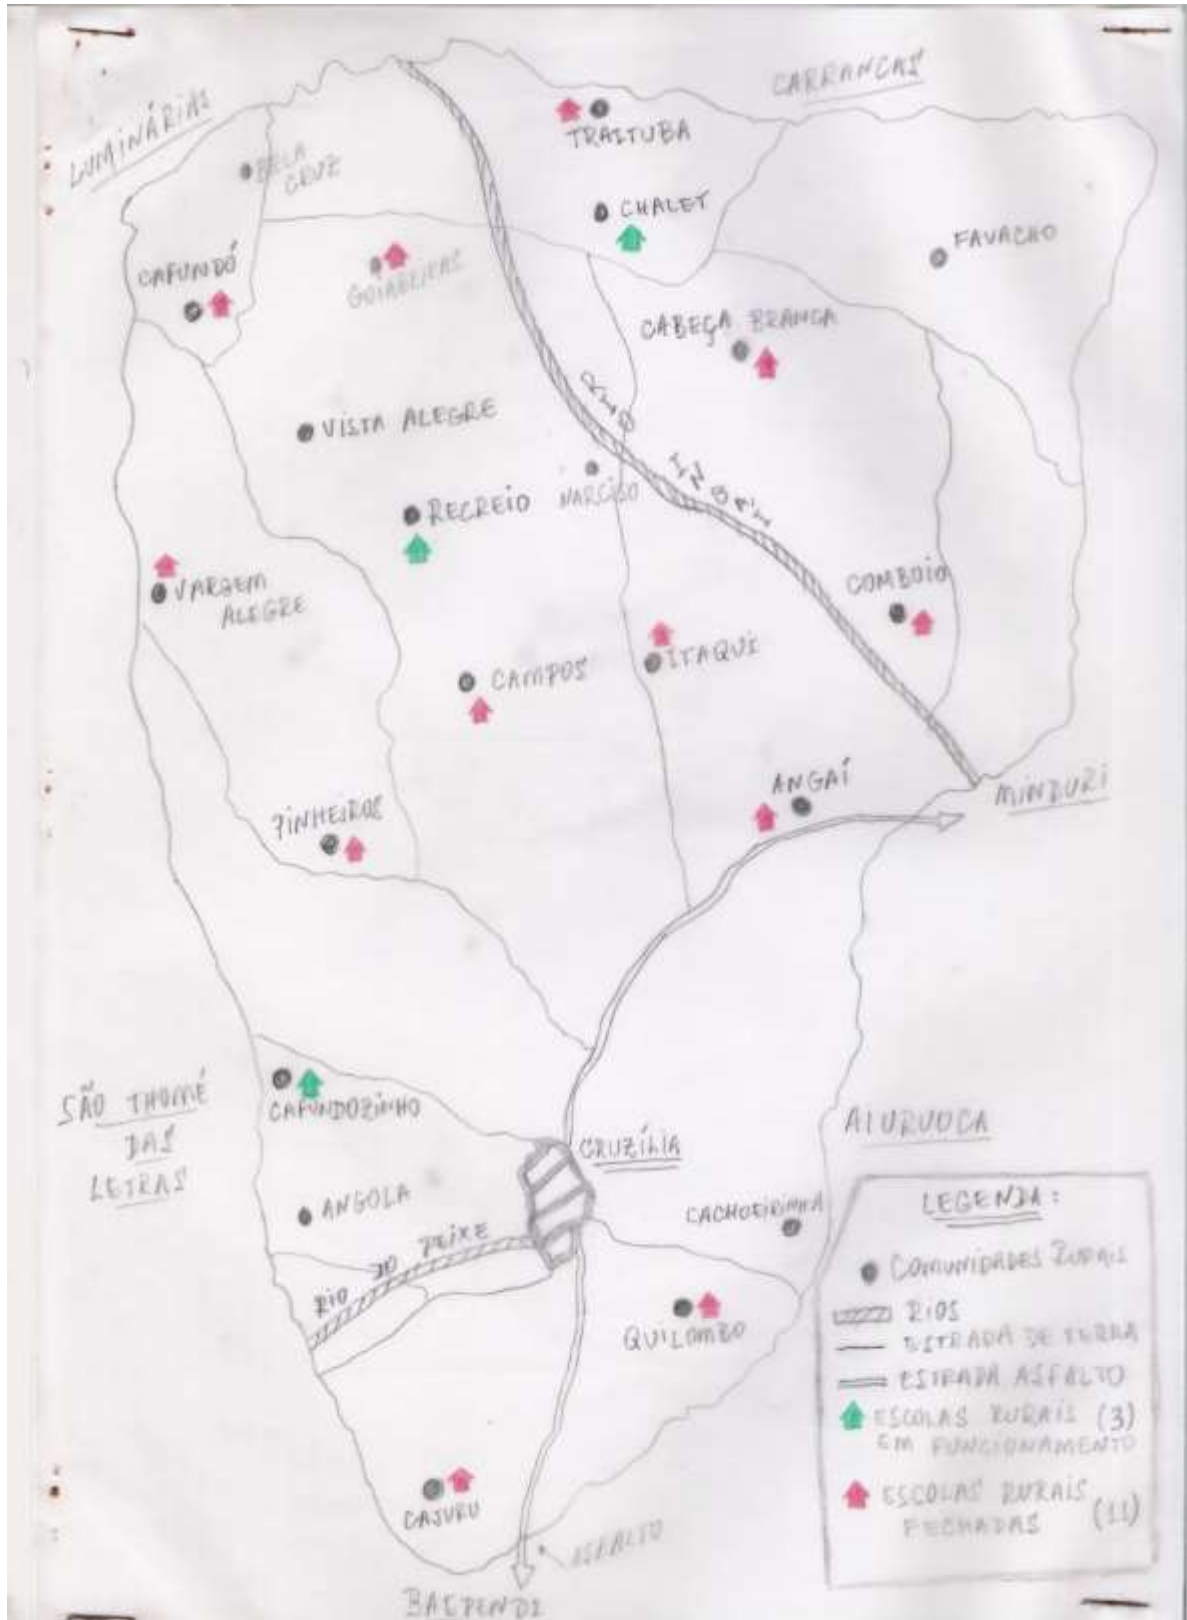 CARRANCAS
LUMINÁRIAS
TRAITUBA
BELA
CRUZ
CHALET
FAVACHO
CAFUNDÓ
GOIABEIRAS
CABEÇA BRANCA
VISTA ALEGRE
RIO INGAÍ
NARCISO
RECREIO
VARGEM
ALEGRE
COMBOIO
ITAQUI
CAMPOS
ANGAÍ
MINDURI
PINHEIROS
SÃO THOMÉ
DAS
LETRAS
CAFUNDOZINHO
CRUZÍLIA
AIURUOCA
ANGOLA
CACHOEIRINHA
RIO DO PEIXE
QUILOMBO
CAJURU
ASFALTO
BAEPENDI
LEGENDA:
COMUNIDADES RURAIS
RIOS
ESTRADA DE TERRA
ESTRADA ASFALTO
ESCOLAS RURAIS (3)
EM FUNCIONAMENTO
ESCOLAS RURAIS (11)
FECHADAS